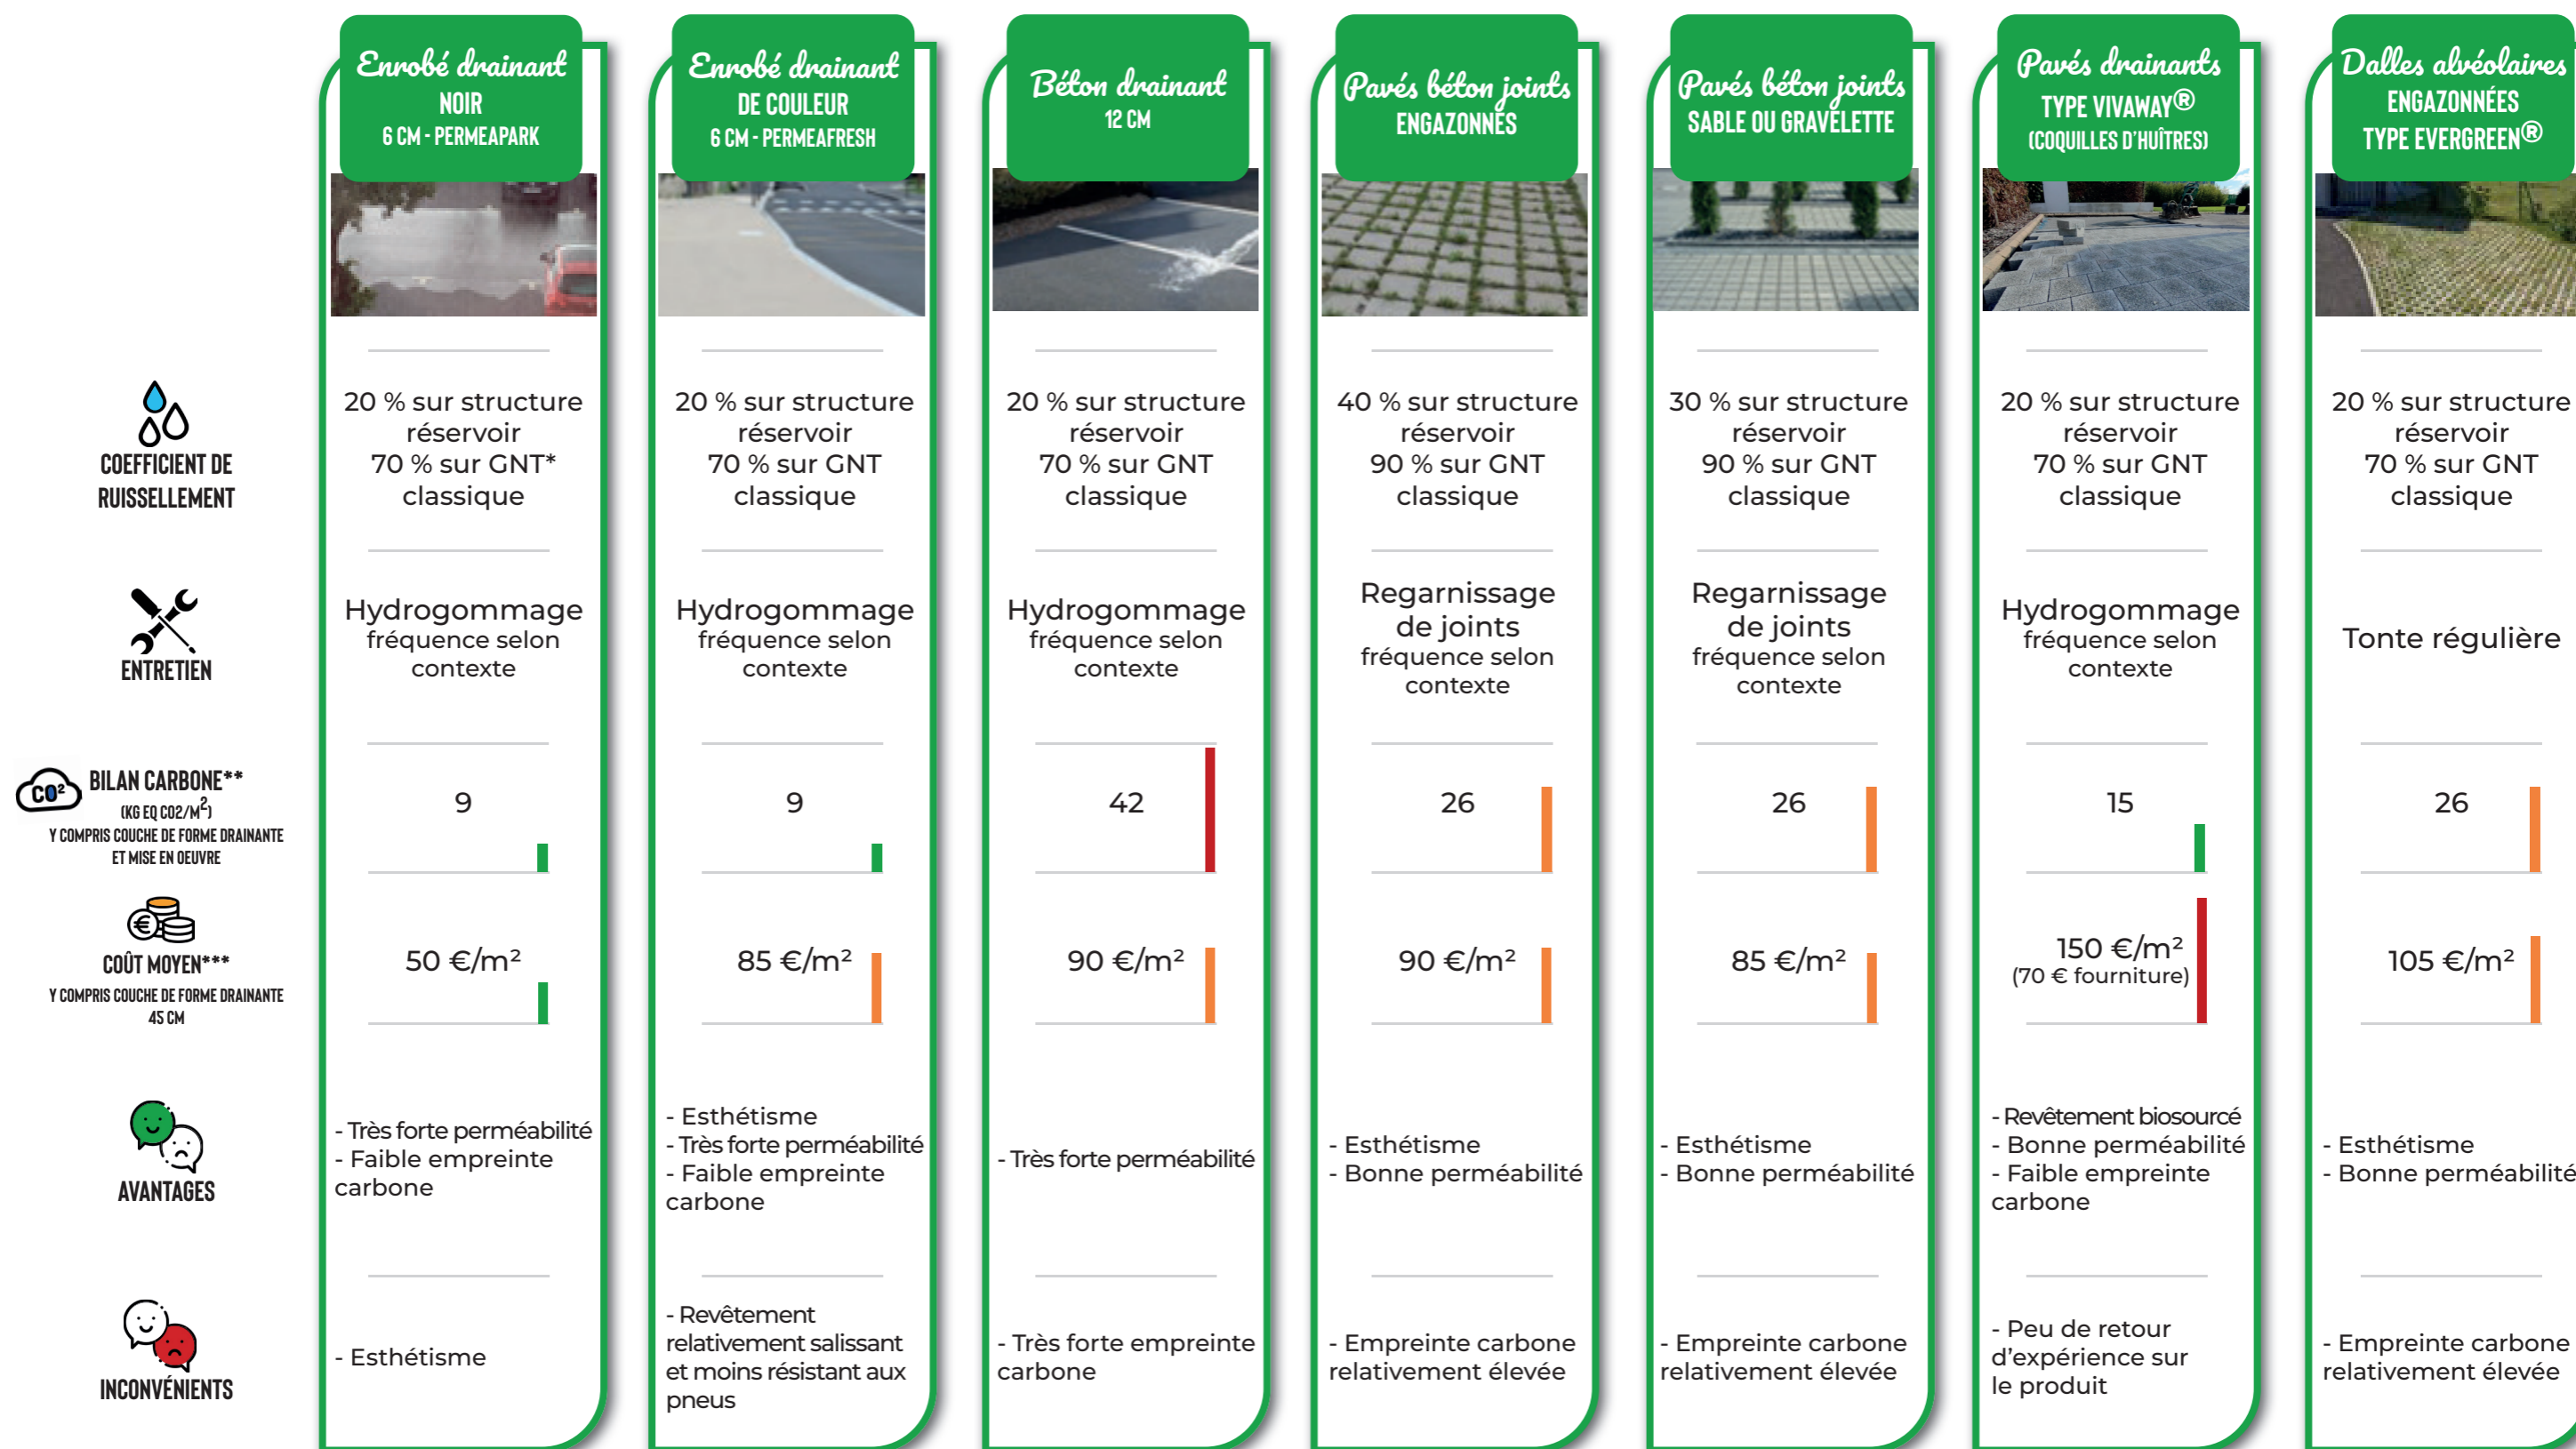 Enrobé drainant
NOIR
6 CM - PERMEAPARK
Enrobé drainant
DE COULEUR
6 CM - PERMEAFRESH
Béton drainant
12 CM
Pavés béton joints
ENGAZONNÉS
Pavés béton joints
SABLE OU GRAVELETTE
Pavés drainants
TYPE VIVAWAY®
(COQUILLES D'HUÎTRES)
Dalles alvéolaires
ENGAZONNÉES
TYPE EVERGREEN®
COEFFICIENT DE
RUISSELLEMENT
20 % sur structure
réservoir
70 % sur GNT*
classique
20 % sur structure
réservoir
70 % sur GNT
classique
20 % sur structure
réservoir
70 % sur GNT
classique
40 % sur structure
réservoir
90 % sur GNT
classique
30 % sur structure
réservoir
90 % sur GNT
classique
20 % sur structure
réservoir
70 % sur GNT
classique
20 % sur structure
réservoir
70 % sur GNT
classique
ENTRETIEN
Hydrogommage
fréquence selon
contexte
Hydrogommage
fréquence selon
contexte
Hydrogommage
fréquence selon
contexte
Regarnissage
de joints
fréquence selon
contexte
Regarnissage
de joints
fréquence selon
contexte
Hydrogommage
fréquence selon
contexte
Tonte régulière
CO²
BILAN CARBONE**
(KG EQ CO2/M²)
Y COMPRIS COUCHE DE FORME DRAINANTE
ET MISE EN OEUVRE
9
9
42
26
26
15
26
€
COÛT MOYEN***
Y COMPRIS COUCHE DE FORME DRAINANTE
45 CM
50 €/m²
85 €/m²
90 €/m²
90 €/m²
85 €/m²
150 €/m²
(70 € fourniture)
105 €/m²
AVANTAGES
- Très forte perméabilité
- Faible empreinte
carbone
- Esthétisme
- Très forte perméabilité
- Faible empreinte
carbone
- Très forte perméabilité
- Esthétisme
- Bonne perméabilité
- Esthétisme
- Bonne perméabilité
- Revêtement biosourcé
- Bonne perméabilité
- Faible empreinte
carbone
- Esthétisme
- Bonne perméabilité
INCONVÉNIENTS
- Esthétisme
- Revêtement
relativement salissant
et moins résistant aux
pneus
- Très forte empreinte
carbone
- Empreinte carbone
relativement élevée
- Empreinte carbone
relativement élevée
- Peu de retour
d'expérience sur
le produit
- Empreinte carbone
relativement élevée